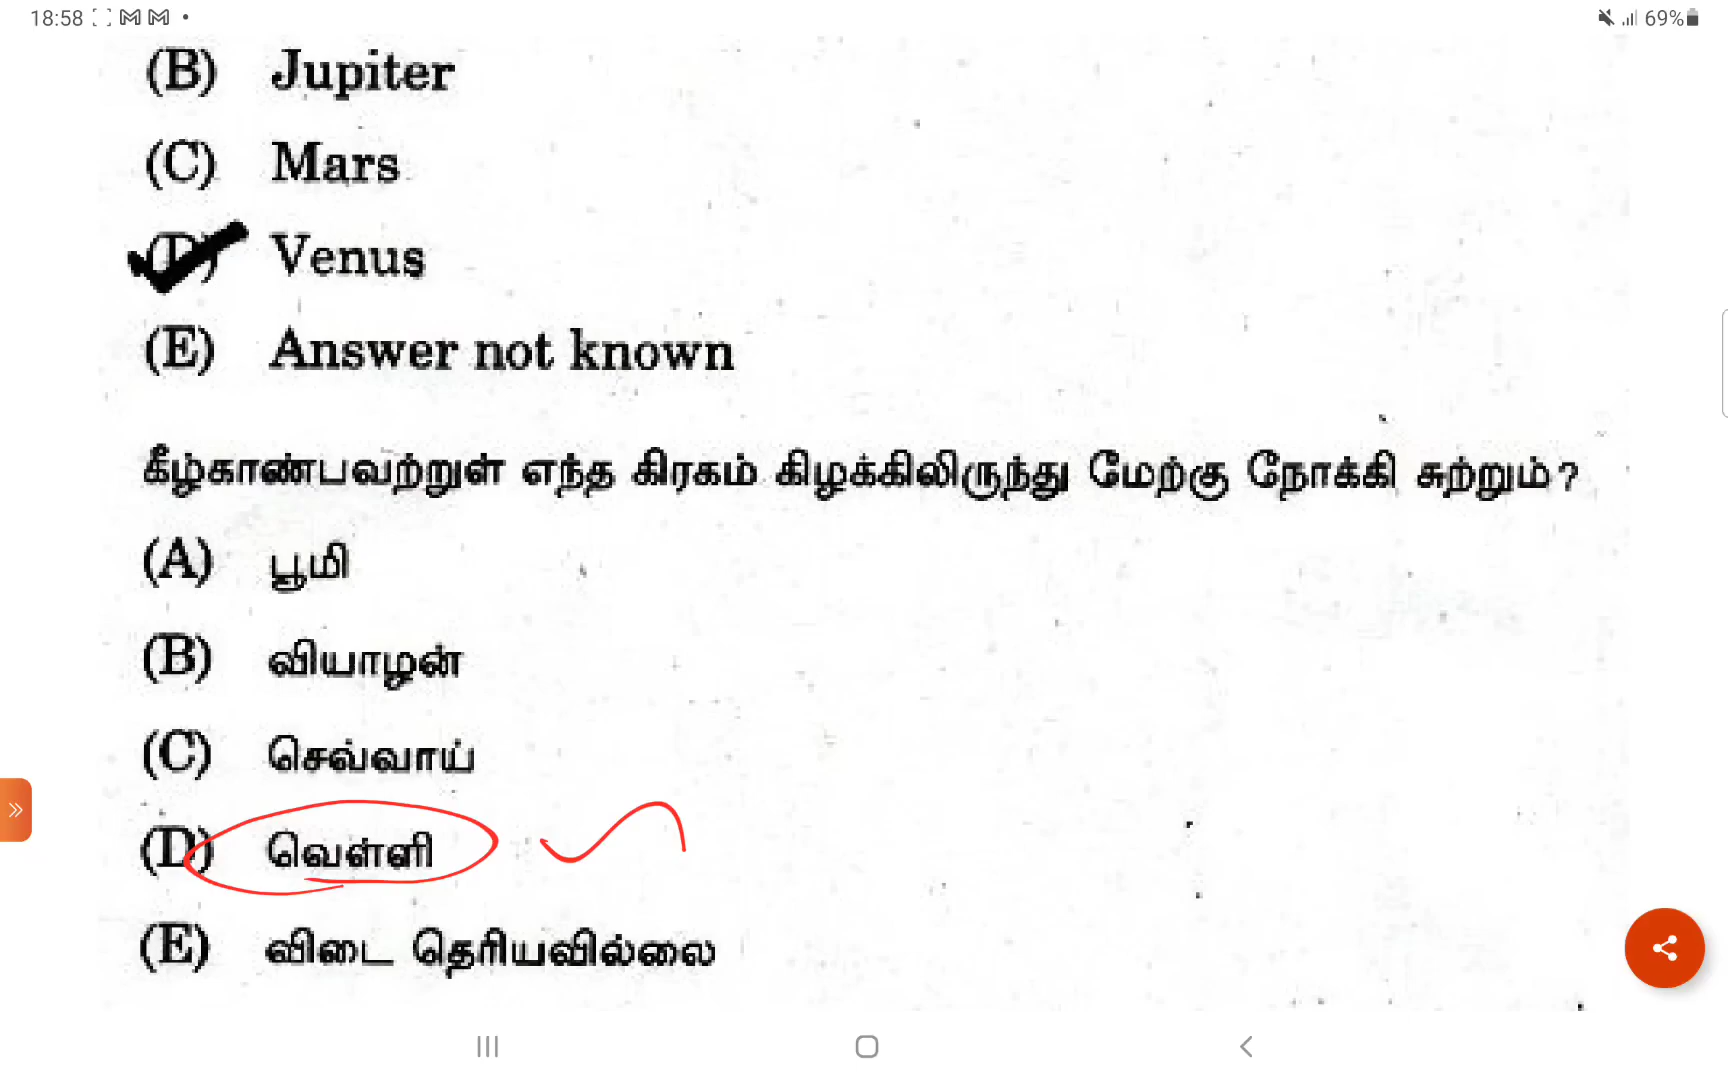 18:58
69%
(B) Jupiter
(C) Mars
(D) Venus
(E) Answer not known
கீழ்காண்பவற்றுள் எந்த கிரகம் கிழக்கிலிருந்து மேற்கு நோக்கி சுற்றும்?
(A) பூமி
(B) வியாழன்
(C) செவ்வாய்
(D) வெள்ளி
(E) விடை தெரியவில்லை